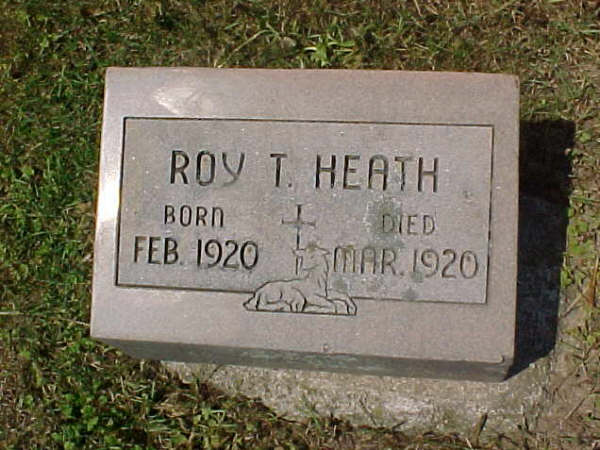 ROY T. HEATH
BORN DIED
FEB. 1920 MAR. 1920